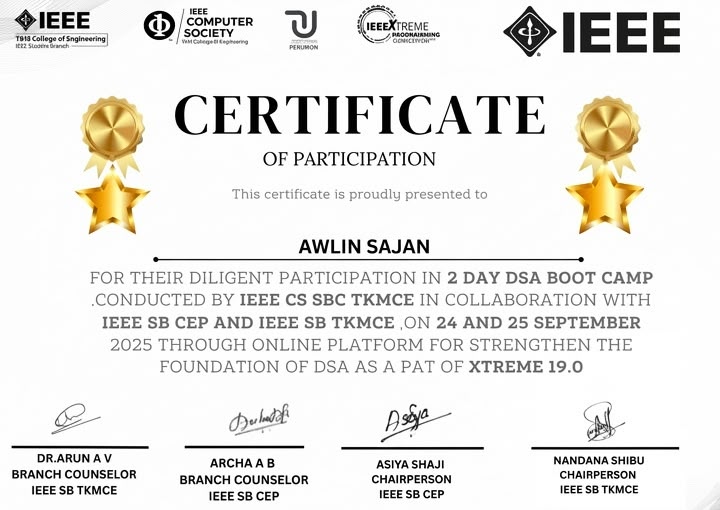 IEEE
College of Engineering
IEEE
COMPUTER
SOCIETY
College of Engineering
PERUMON
IEEEXTREME
IEEE
CERTIFICATE
OF PARTICIPATION
This certificate is proudly presented to
AWLIN SAJAN
FOR THEIR DILIGENT PARTICIPATION IN 2 DAY DSA BOOT CAMP
.CONDUCTED BY IEEE CS SBC TKMCE IN COLLABORATION WITH
IEEE SB CEP AND IEEE SB TKMCE ,ON 24 AND 25 SEPTEMBER
2025 THROUGH ONLINE PLATFORM FOR STRENGTHEN THE
FOUNDATION OF DSA AS A PAT OF XTREME 19.0
Asiya
DR.ARUN A V
BRANCH COUNSELOR
IEEE SB TKMCE
ARCHA A B
BRANCH COUNSELOR
IEEE SB CEP
ASIYA SHAJI
CHAIRPERSON
IEEE SB CEP
NANDANA SHIBU
CHAIRPERSON
IEEE SB TKMCE